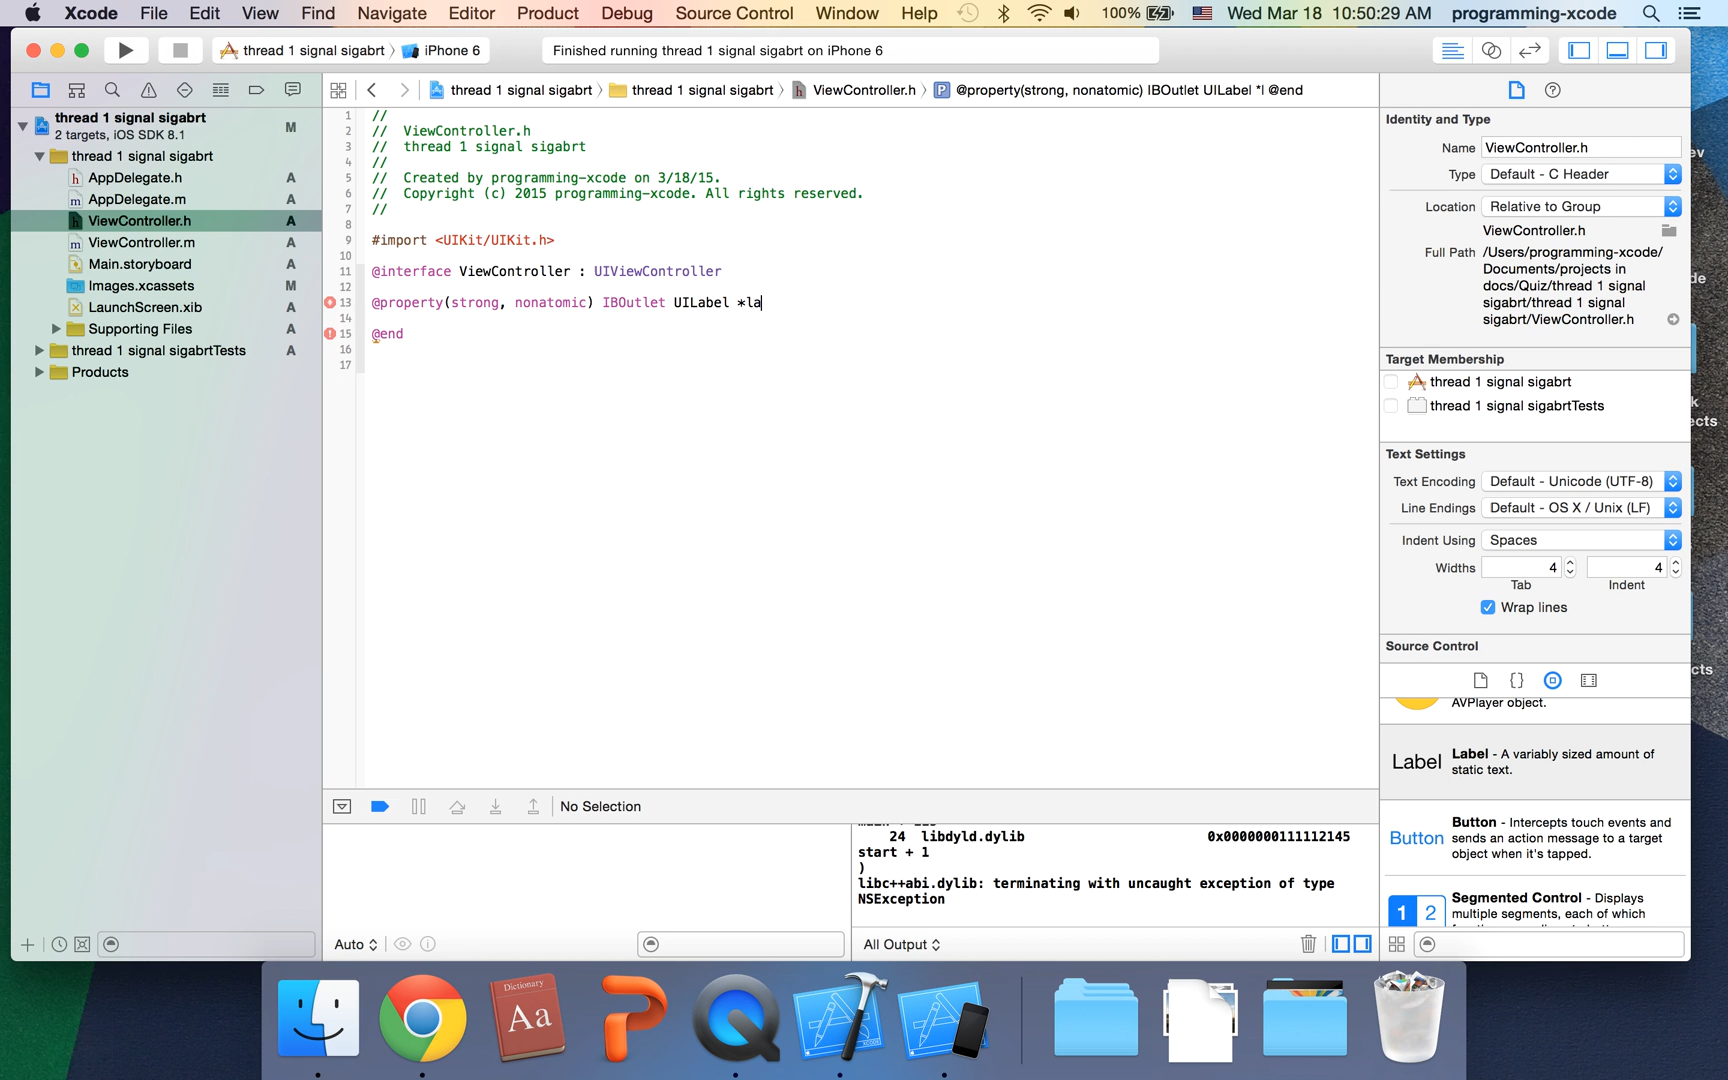 Xcode File Edit View Find Navigate Editor Product Debug Source Control Window Help 100% Wed Mar 18 10:50:29 AM programming-xcode
thread 1 signal sigabrt iPhone 6 Finished running thread 1 signal sigabrt on iPhone 6
thread 1 signal sigabrt thread 1 signal sigabrt h ViewController.h P @property(strong, nonatomic) IBOutlet UILabel *l @end
thread 1 signal sigabrt M
2 targets, iOS SDK 8.1
thread 1 signal sigabrt
h AppDelegate.h A
m AppDelegate.m A
h ViewController.h A
m ViewController.m A
Main.storyboard A
Images.xcassets M
LaunchScreen.xib A
Supporting Files A
thread 1 signal sigabrtTests A
Products
1 //
2 // ViewController.h
3 // thread 1 signal sigabrt
4 //
5 // Created by programming-xcode on 3/18/15.
6 // Copyright (c) 2015 programming-xcode. All rights reserved.
7 //
8
9 #import <UIKit/UIKit.h>
10
11 @interface ViewController : UIViewController
12
13 @property(strong, nonatomic) IBOutlet UILabel *la
14
15 @end
16
17
Identity and Type
Name ViewController.h
Type Default - C Header
Location Relative to Group
ViewController.h
Full Path /Users/programming-xcode/
Documents/projects in
docs/Quiz/thread 1 signal
sigabrt/thread 1 signal
sigabrt/ViewController.h
Target Membership
thread 1 signal sigabrt
thread 1 signal sigabrtTests
Text Settings
Text Encoding Default - Unicode (UTF-8)
Line Endings Default - OS X / Unix (LF)
Indent Using Spaces
Widths 4 4
Tab Indent
Wrap lines
Source Control
{}
AVPlayer object.
Label Label - A variably sized amount of
static text.
Button Button - Intercepts touch events and
sends an action message to a target
object when it's tapped.
1 2 Segmented Control - Displays
multiple segments, each of which
No Selection
24 libdyld.dylib 0x0000000111112145
start + 1
)
libc++abi.dylib: terminating with uncaught exception of type
NSException
Auto All Output
ev
de
k
ects
cts
Dictionary
Aa